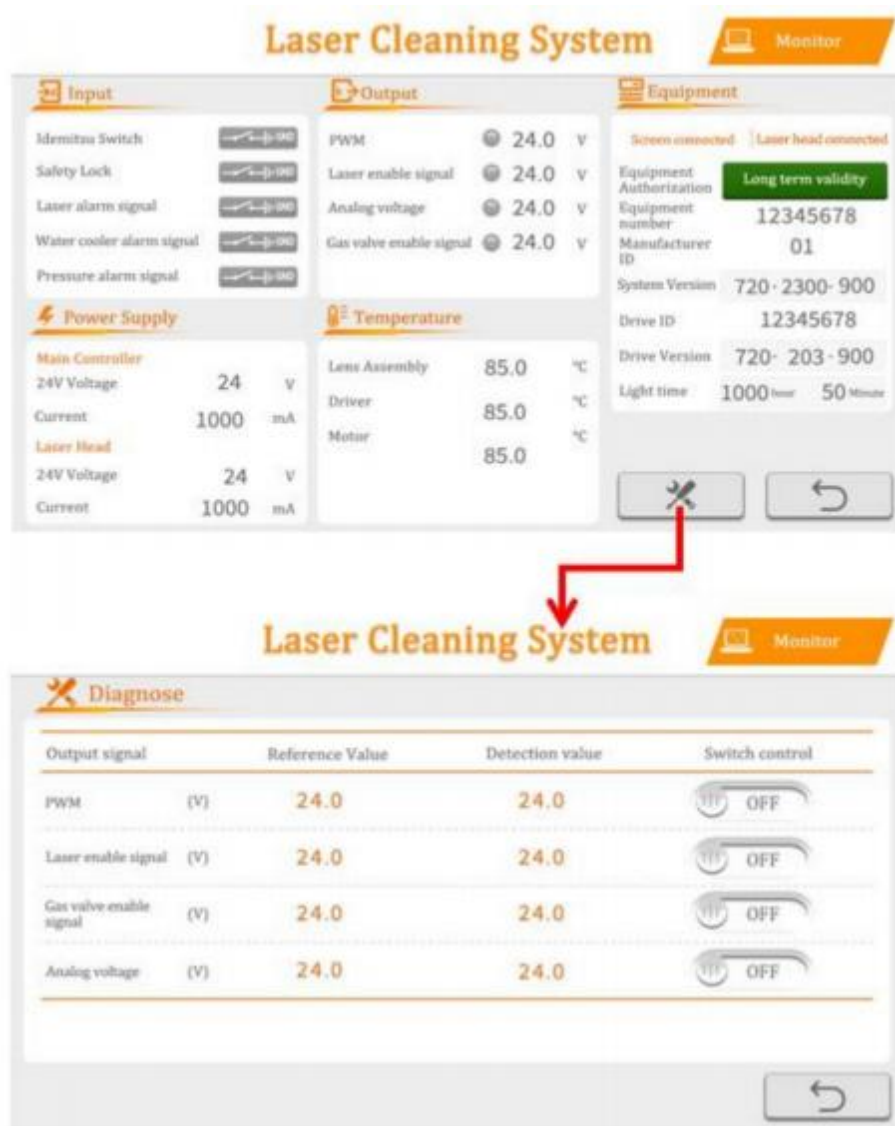 Laser Cleaning System
Monitor
Input
Idemitsu Switch
Safety Lock
Laser alarm signal
Water cooler alarm signal
Pressure alarm signal
Output
PWM 24.0 V
Laser enable signal 24.0 V
Analog voltage 24.0 V
Gas valve enable signal 24.0 V
Equipment
Screen connected Laser head connected
Equipment Authorization Long term validity
Equipment number 12345678
Manufacturer ID 01
System Version 720 - 2300 - 900
Drive ID 12345678
Drive Version 720 - 203 - 900
Light time 1000 hour 50 Minute
Power Supply
Main Controller
24V Voltage 24 V
Current 1000 mA
Laser Head
24V Voltage 24 V
Current 1000 mA
Temperature
Lens Assembly 85.0 °C
Driver 85.0 °C
Motor 85.0 °C
Laser Cleaning System
Monitor
Diagnose
Output signal Reference Value Detection value Switch control
PWM (V) 24.0 24.0 OFF
Laser enable signal (V) 24.0 24.0 OFF
Gas valve enable signal (V) 24.0 24.0 OFF
Analog voltage (V) 24.0 24.0 OFF